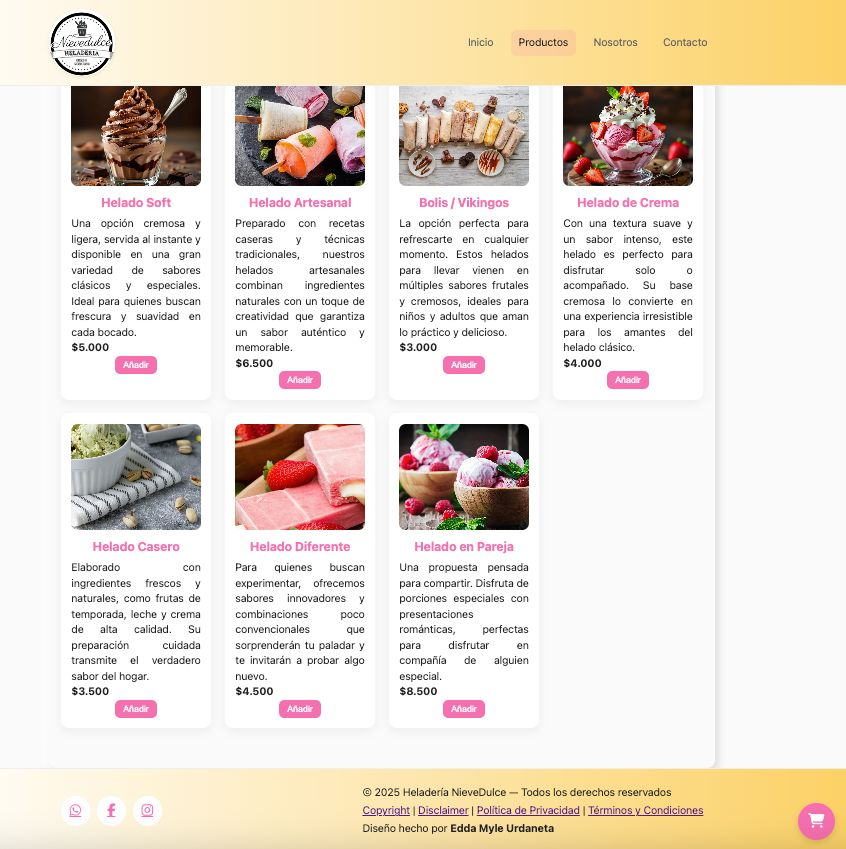 Nievedulce
HELADERÍA
Inicio
Productos
Nosotros
Contacto
Helado Soft
Una opción cremosa y
ligera, servida al instante y
disponible en una gran
variedad de sabores
clásicos y especiales.
Ideal para quienes buscan
frescura y suavidad en
cada bocado.
$5.000
Añadir
Helado Artesanal
Preparado con recetas
caseras y técnicas
tradicionales, nuestros
helados artesanales
combinan ingredientes
naturales con un toque de
creatividad que garantiza
un sabor auténtico y
memorable.
$6.500
Añadir
Bolis / Vikingos
La opción perfecta para
refrescarte en cualquier
momento. Estos helados
para llevar vienen en
múltiples sabores frutales
y cremosos, ideales para
niños y adultos que aman
lo práctico y delicioso.
$3.000
Añadir
Helado de Crema
Con una textura suave y
un sabor intenso, este
helado es perfecto para
disfrutar solo o
acompañado. Su base
cremosa lo convierte en
una experiencia irresistible
para los amantes del
helado clásico.
$4.000
Añadir
Helado Casero
Elaborado con
ingredientes frescos y
naturales, como frutas de
temporada, leche y crema
de alta calidad. Su
preparación cuidada
transmite el verdadero
sabor del hogar.
$3.500
Añadir
Helado Diferente
Para quienes buscan
experimentar, ofrecemos
sabores innovadores y
combinaciones poco
convencionales que
sorprenderán tu paladar y
te invitarán a probar algo
nuevo.
$4.500
Añadir
Helado en Pareja
Una propuesta pensada
para compartir. Disfruta de
porciones especiales con
presentaciones
románticas, perfectas
para disfrutar en
compañía de alguien
especial.
$8.500
Añadir
© 2025 Heladería NieveDulce — Todos los derechos reservados
Copyright | Disclaimer | Política de Privacidad | Términos y Condiciones
Diseño hecho por Edda Myle Urdaneta